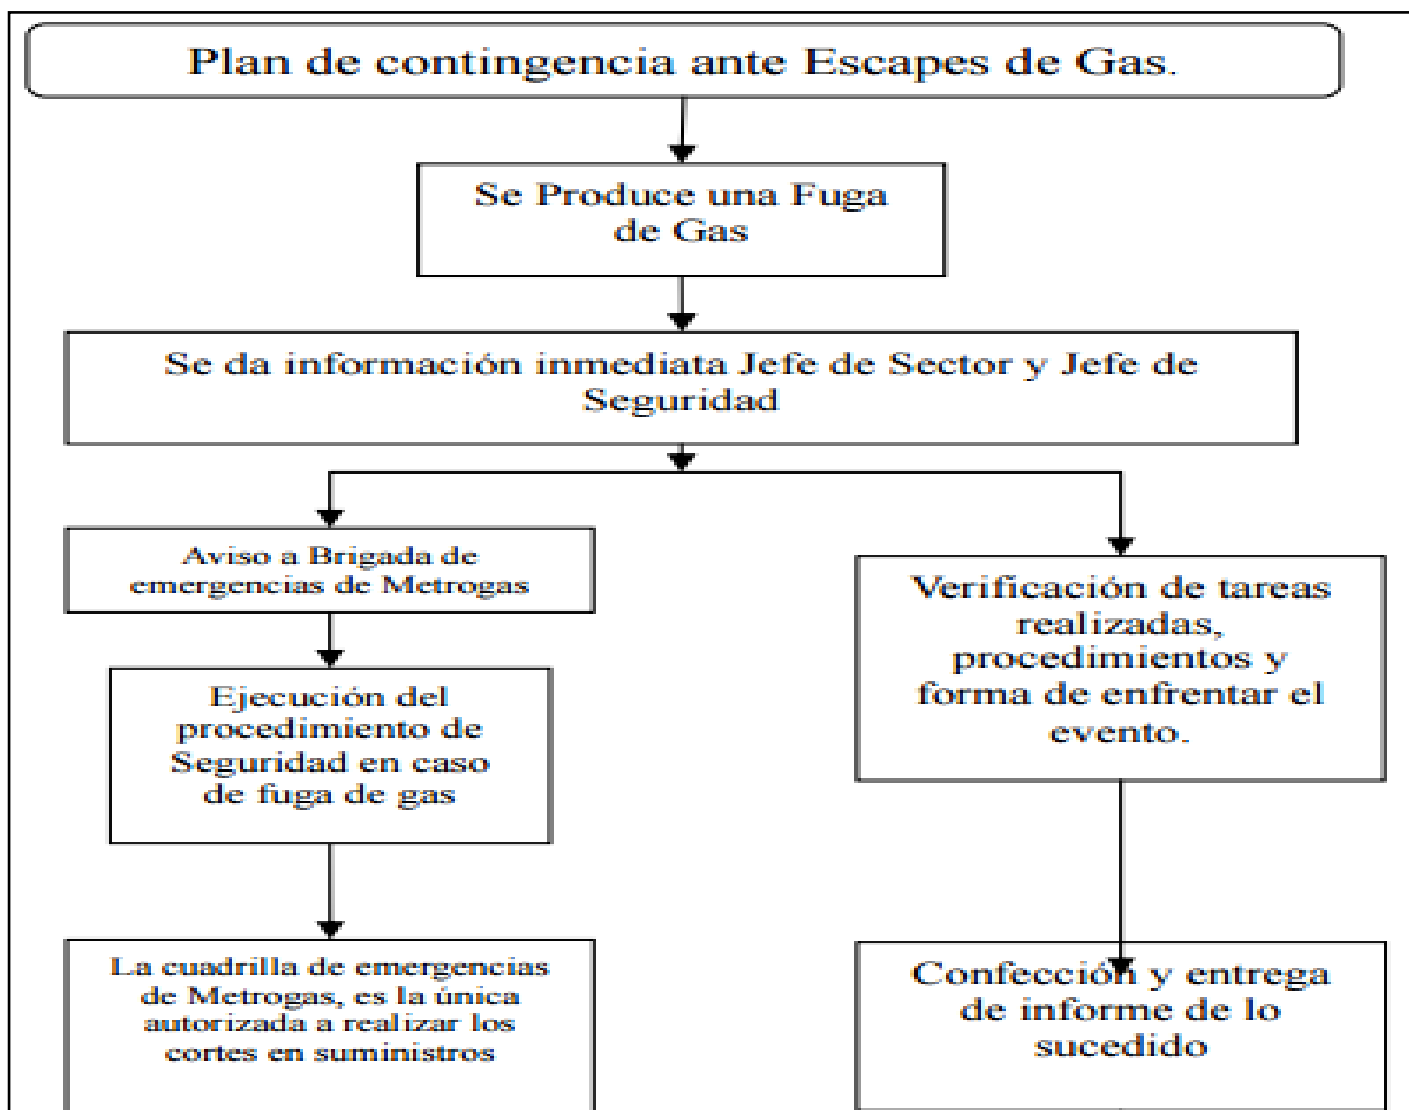 Plan de contingencia ante Escapes de Gas.
Se Produce una Fuga
de Gas
Se da información inmediata Jefe de Sector y Jefe de
Seguridad
Aviso a Brigada de
emergencias de Metrogas
Ejecución del
procedimiento de
Seguridad en caso
de fuga de gas
La cuadrilla de emergencias
de Metrogas, es la única
autorizada a realizar los
cortes en suministros
Verificación de tareas
realizadas,
procedimientos y
forma de enfrentar el
evento.
Confección y entrega
de informe de lo
sucedido